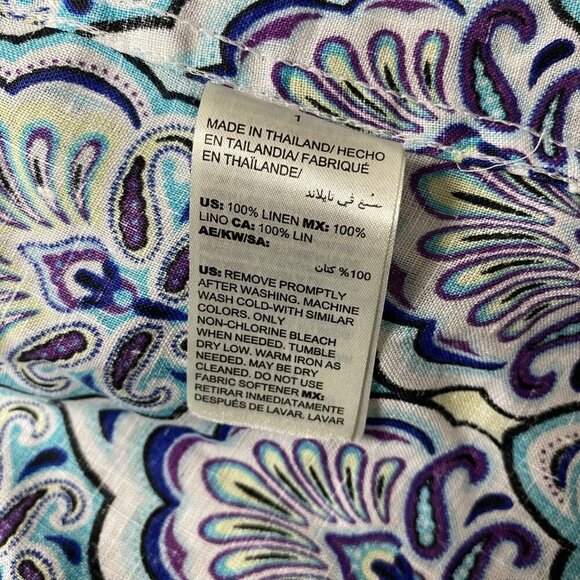 1
MADE IN THAILAND/ HECHO
EN TAILANDIA/ FABRIQUÉ
EN THAÏLANDE/
صُنع في تايلاند
US: 100% LINEN MX: 100%
LINO CA: 100% LIN
AE/KW/SA:
100% كتان
US: REMOVE PROMPTLY
AFTER WASHING. MACHINE
WASH COLD-WITH SIMILAR
COLORS. ONLY
NON-CHLORINE BLEACH
WHEN NEEDED. TUMBLE
DRY LOW. WARM IRON AS
NEEDED. MAY BE DRY
CLEANED. DO NOT USE
FABRIC SOFTENER MX:
RETIRAR INMEDIATAMENTE
DESPUÉS DE LAVAR. LAVAR